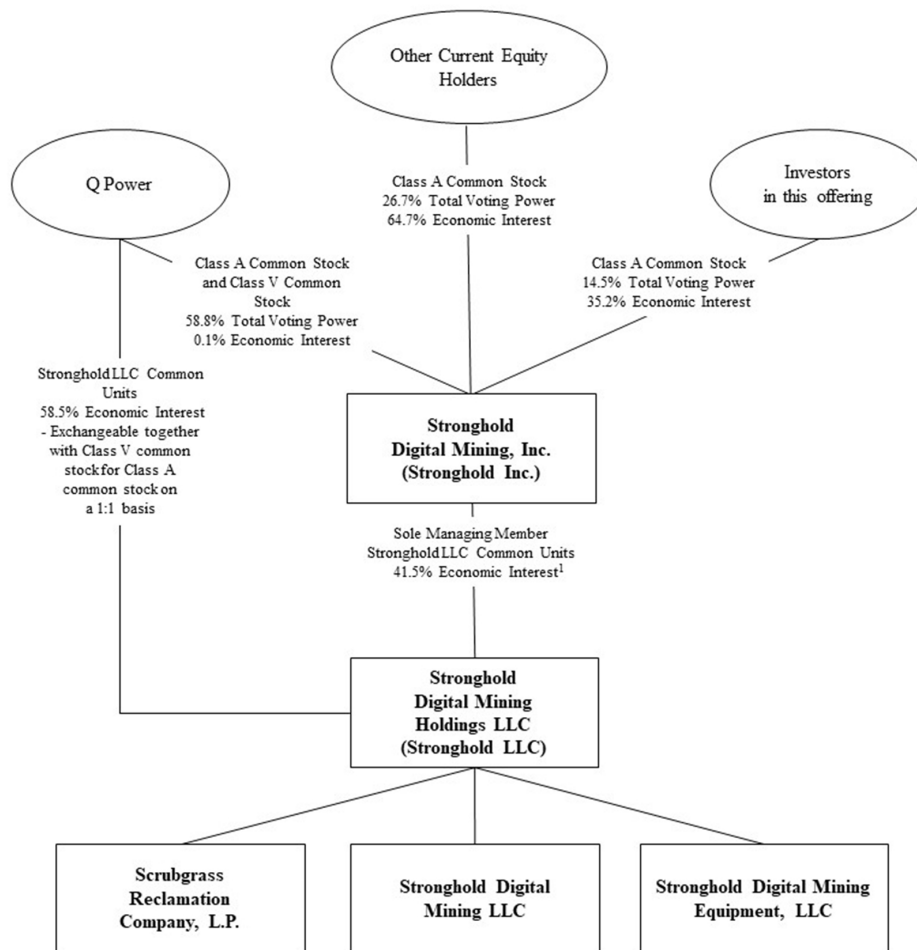 Other Current Equity
Holders
Q Power
Investors
in this offering
Class A Common Stock
26.7% Total Voting Power
64.7% Economic Interest
Class A Common Stock
and Class V Common
Stock
58.8% Total Voting Power
0.1% Economic Interest
Class A Common Stock
14.5% Total Voting Power
35.2% Economic Interest
Stronghold LLC Common
Units
58.5% Economic Interest
- Exchangeable together
with Class V common
stock for Class A
common stock on
a 1:1 basis
Stronghold
Digital Mining, Inc.
(Stronghold Inc.)
Sole Managing Member
Stronghold LLC Common Units
41.5% Economic Interest1
Stronghold
Digital Mining
Holdings LLC
(Stronghold LLC)
Scrubgrass
Reclamation
Company, L.P.
Stronghold Digital
Mining LLC
Stronghold Digital Mining
Equipment, LLC